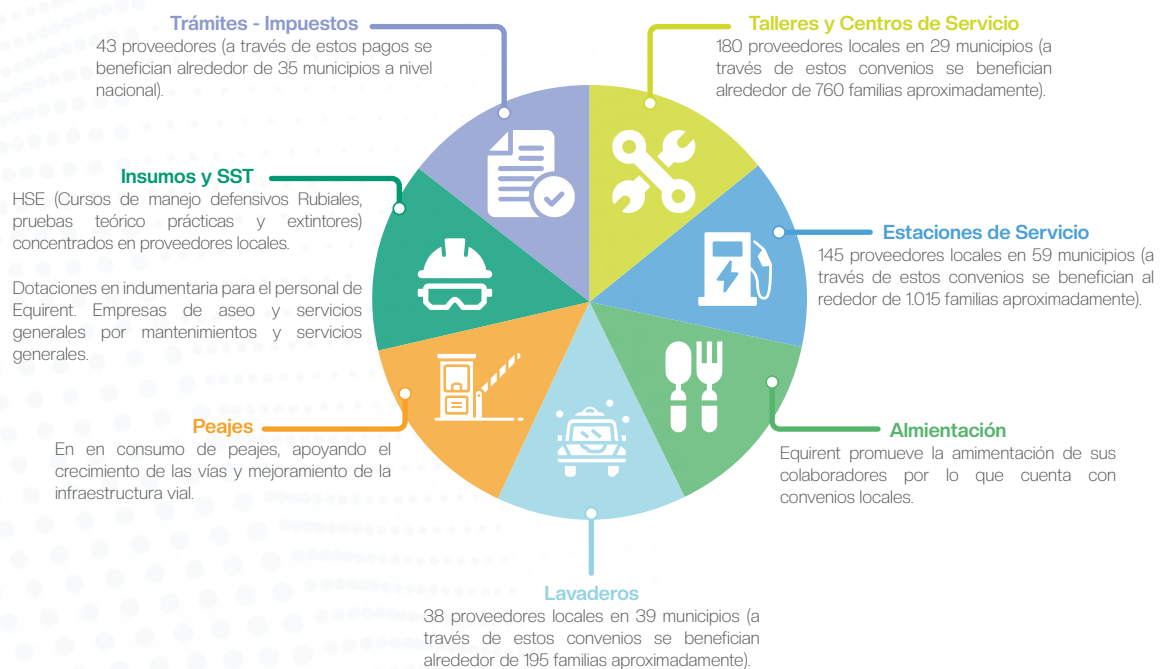 Trámites - Impuestos
43 proveedores (a través de estos pagos se
benefician alrededor de 35 municipios a nivel
nacional).
Talleres y Centros de Servicio
180 proveedores locales en 29 municipios (a
través de estos convenios se benefician
alrededor de 760 familias aproximadamente).
Insumos y SST
HSE (Cursos de manejo defensivos Rubiales,
pruebas teórico prácticas y extintores)
concentrados en proveedores locales.
Dotaciones en indumentaria para el personal de
Equirent. Empresas de aseo y servicios
generales por mantenimientos y servicios
generales.
Estaciones de Servicio
145 proveedores locales en 59 municipios (a
través de estos convenios se benefician al
rededor de 1.015 familias aproximadamente).
Peajes
En en consumo de peajes, apoyando el
crecimiento de las vías y mejoramiento de la
infraestructura vial.
Almientación
Equirent promueve la amimentación de sus
colaboradores por lo que cuenta con
convenios locales.
Lavaderos
38 proveedores locales en 39 municipios (a
través de estos convenios se benefician
alrededor de 195 familias aproximadamente).